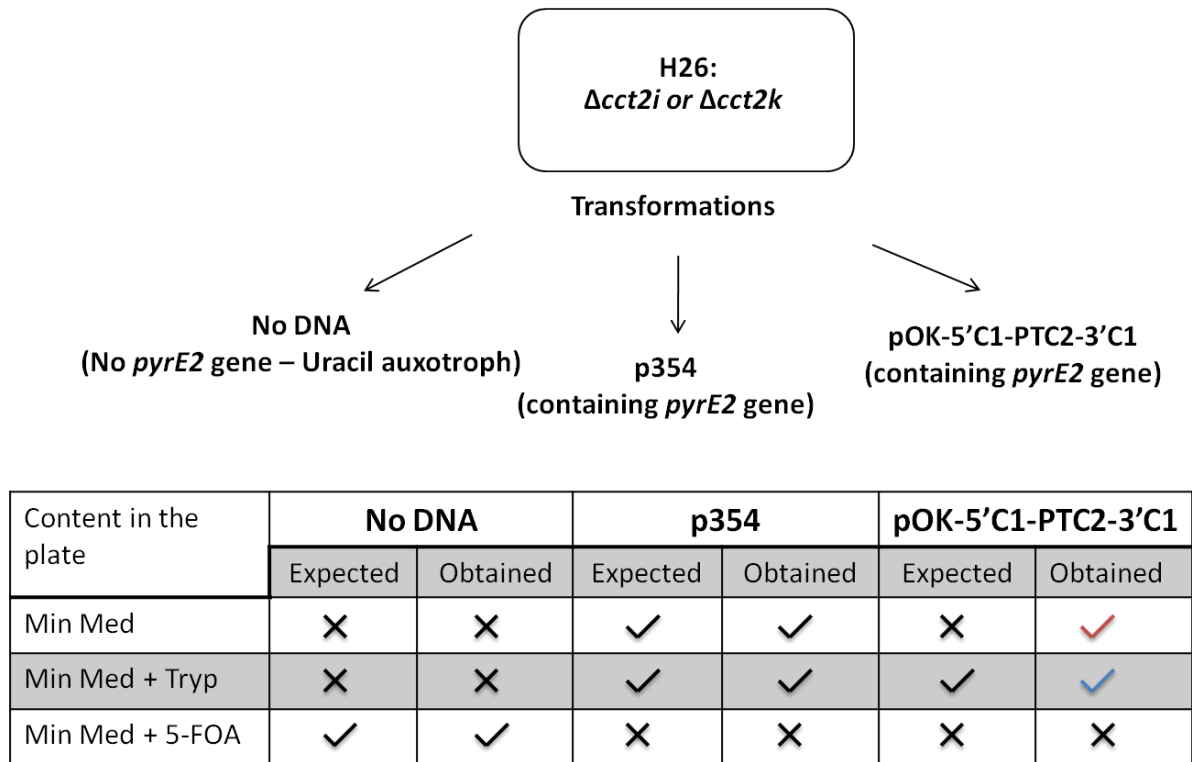 H26:
Δcct2i or Δcct2k
Transformations
No DNA
(No pyrE2 gene – Uracil auxotroph)
p354
(containing pyrE2 gene)
pOK-5’C1-PTC2-3’C1
(containing pyrE2 gene)
Content in the plate No DNA p354 pOK-5’C1-PTC2-3’C1
Expected Obtained Expected Obtained Expected Obtained
Min Med ✕ ✕ ✓ ✓ ✕ ✓
Min Med + Tryp ✕ ✕ ✓ ✓ ✓ ✓
Min Med + 5-FOA ✓ ✓ ✕ ✕ ✕ ✕